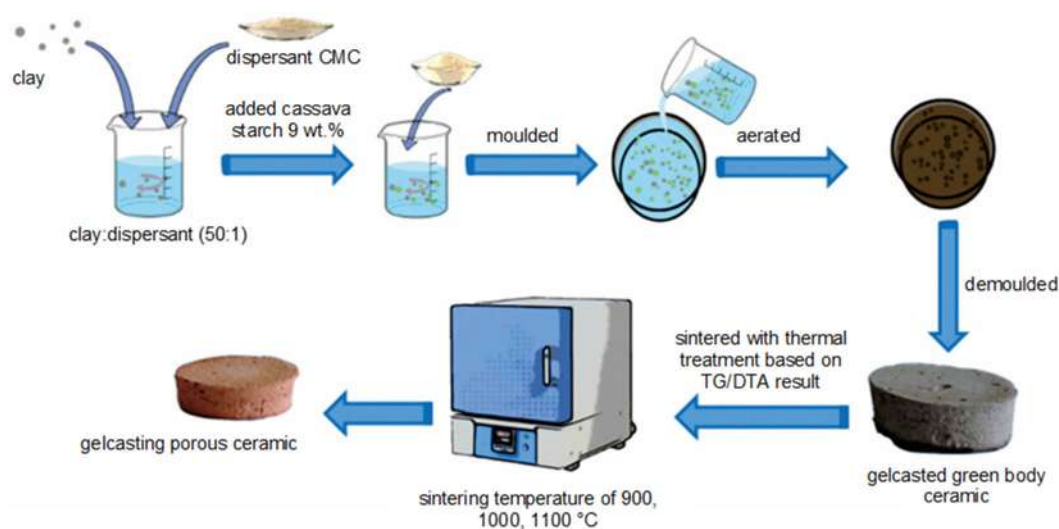 clay
dispersant CMC
added cassava
starch 9 wt.%
clay:dispersant (50:1)
moulded
aerated
demoulded
gelcasted green body
ceramic
sintered with thermal
treatment based on
TG/DTA result
sintering temperature of 900,
1000, 1100 °C
gelcasting porous ceramic